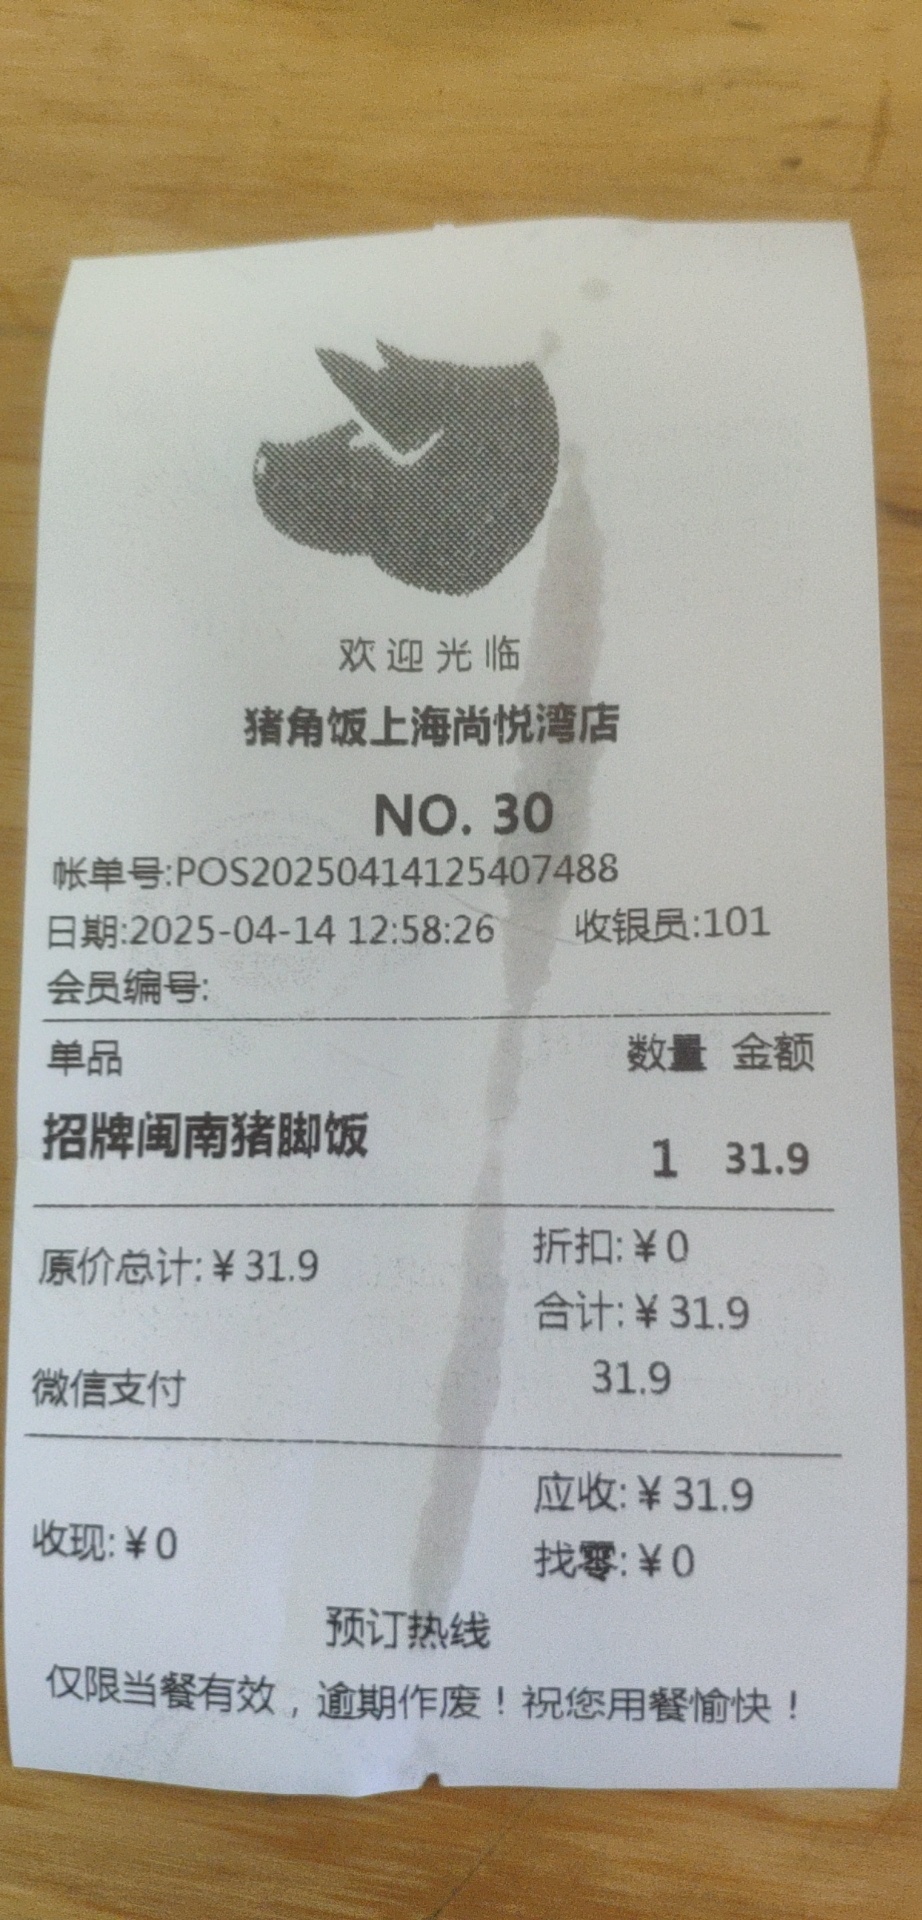 欢迎光临
猪角饭上海尚悦湾店
NO. 30
帐单号:POS20250414125407488
日期:2025-04-14 12:58:26 收银员:101
会员编号:
单品 数量 金额
招牌闽南猪脚饭 1 31.9
原价总计:¥31.9 折扣:¥0
合计:¥31.9
微信支付 31.9
应收:¥31.9
收现:¥0 找零:¥0
预订热线
仅限当餐有效，逾期作废！祝您用餐愉快！